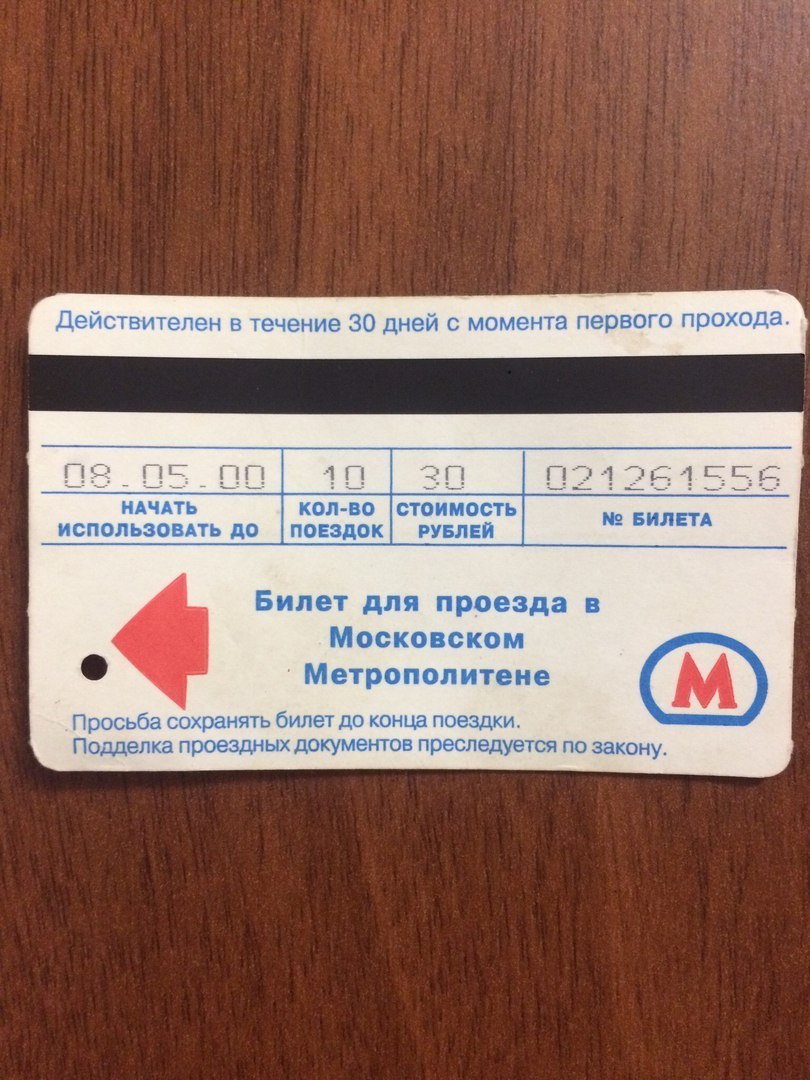 Действителен в течение 30 дней с момента первого прохода.
08.05.00 10 30 021261556
НАЧАТЬ ИСПОЛЬЗОВАТЬ ДО
КОЛ-ВО ПОЕЗДОК
СТОИМОСТЬ РУБЛЕЙ
№ БИЛЕТА
Билет для проезда в
Московском
Метрополитене
М
Просьба сохранять билет до конца поездки.
Подделка проездных документов преследуется по закону.